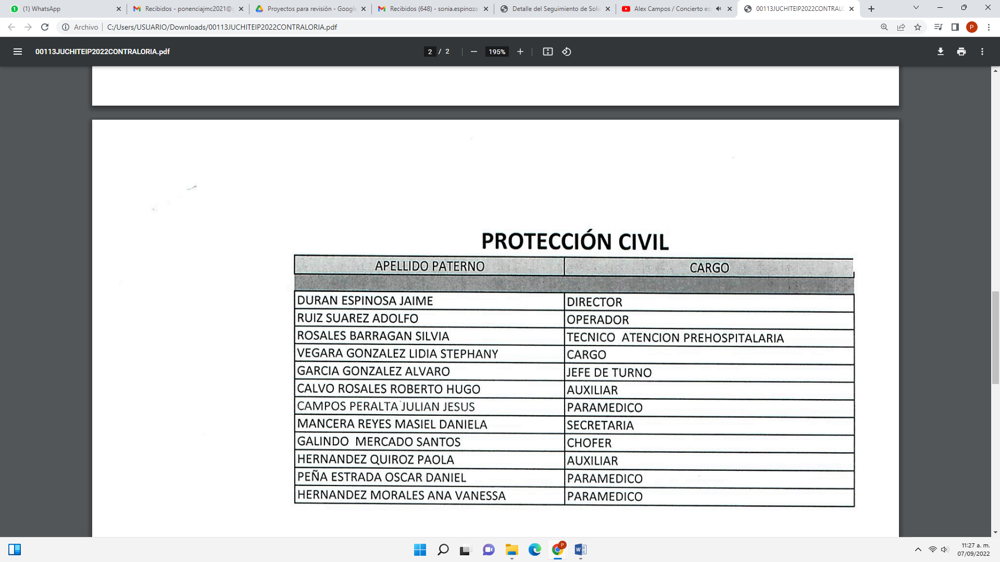 (1) WhatsApp
Recibidos - ponenciajmc2021@g
Proyectos para revisión - Google
Recibidos (648) - sonia.espinoza
Detalle del Seguimiento de Solic
Alex Campos / Concierto es
00113JUCHITEIP2022CONTRALO
Archivo
C:/Users/USUARIO/Downloads/00113JUCHITEIP2022CONTRALORIA.pdf
P
00113JUCHITEIP2022CONTRALORIA.pdf
2 / 2
195%
PROTECCIÓN CIVIL
APELLIDO PATERNO CARGO
DURAN ESPINOSA JAIME DIRECTOR
RUIZ SUAREZ ADOLFO OPERADOR
ROSALES BARRAGAN SILVIA TECNICO ATENCION PREHOSPITALARIA
VEGARA GONZALEZ LIDIA STEPHANY CARGO
GARCIA GONZALEZ ALVARO JEFE DE TURNO
CALVO ROSALES ROBERTO HUGO AUXILIAR
CAMPOS PERALTA JULIAN JESUS PARAMEDICO
MANCERA REYES MASIEL DANIELA SECRETARIA
GALINDO MERCADO SANTOS CHOFER
HERNANDEZ QUIROZ PAOLA AUXILIAR
PEÑA ESTRADA OSCAR DANIEL PARAMEDICO
HERNANDEZ MORALES ANA VANESSA PARAMEDICO
11:27 a. m.
07/09/2022